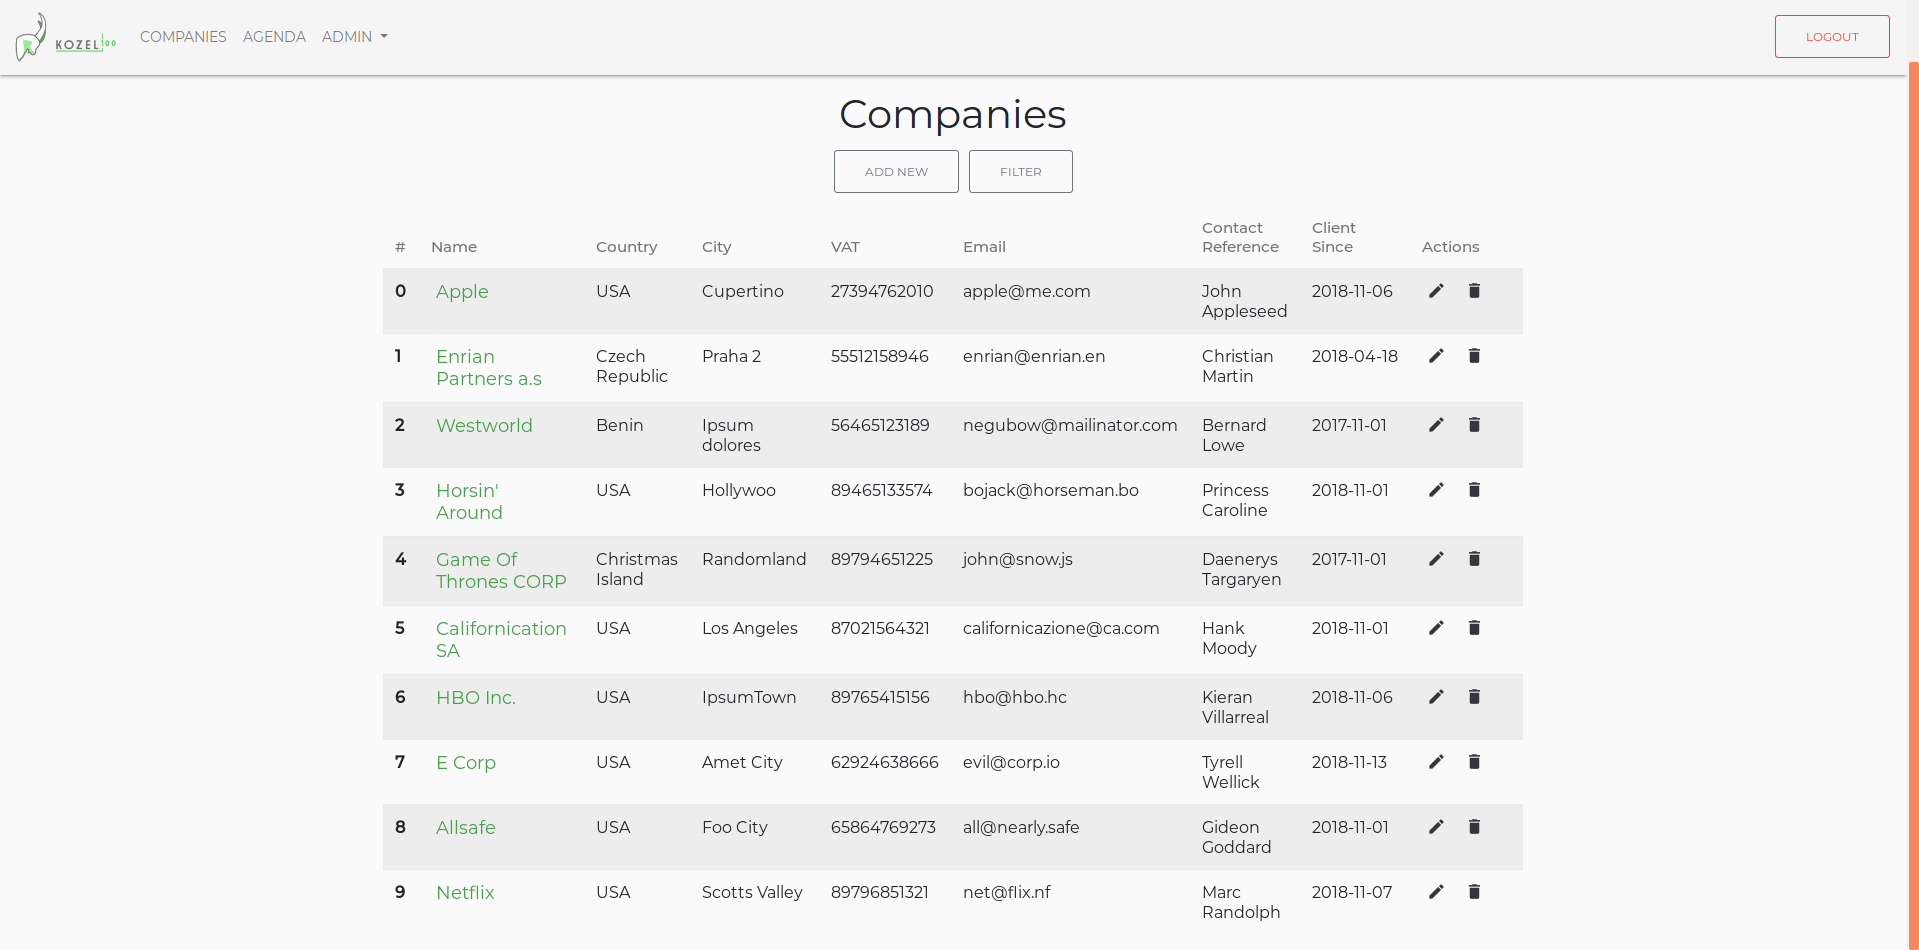 KOZEL100 COMPANIES AGENDA ADMIN LOGOUT
Companies
ADD NEW FILTER
# Name Country City VAT Email Contact Reference Client Since Actions
0 Apple USA Cupertino 27394762010 apple@me.com John Appleseed 2018-11-06
1 Enrian Partners a.s Czech Republic Praha 2 55512158946 enrian@enrian.en Christian Martin 2018-04-18
2 Westworld Benin Ipsum dolores 56465123189 negubow@mailinator.com Bernard Lowe 2017-11-01
3 Horsin' Around USA Hollywoo 89465133574 bojack@horseman.bo Princess Caroline 2018-11-01
4 Game Of Thrones CORP Christmas Island Randomland 89794651225 john@snow.js Daenerys Targaryen 2017-11-01
5 Californication SA USA Los Angeles 87021564321 californicazione@ca.com Hank Moody 2018-11-01
6 HBO Inc. USA IpsumTown 89765415156 hbo@hbo.hc Kieran Villarreal 2018-11-06
7 E Corp USA Amet City 62924638666 evil@corp.io Tyrell Wellick 2018-11-13
8 Allsafe USA Foo City 65864769273 all@nearly.safe Gideon Goddard 2018-11-01
9 Netflix USA Scotts Valley 89796851321 net@flix.nf Marc Randolph 2018-11-07